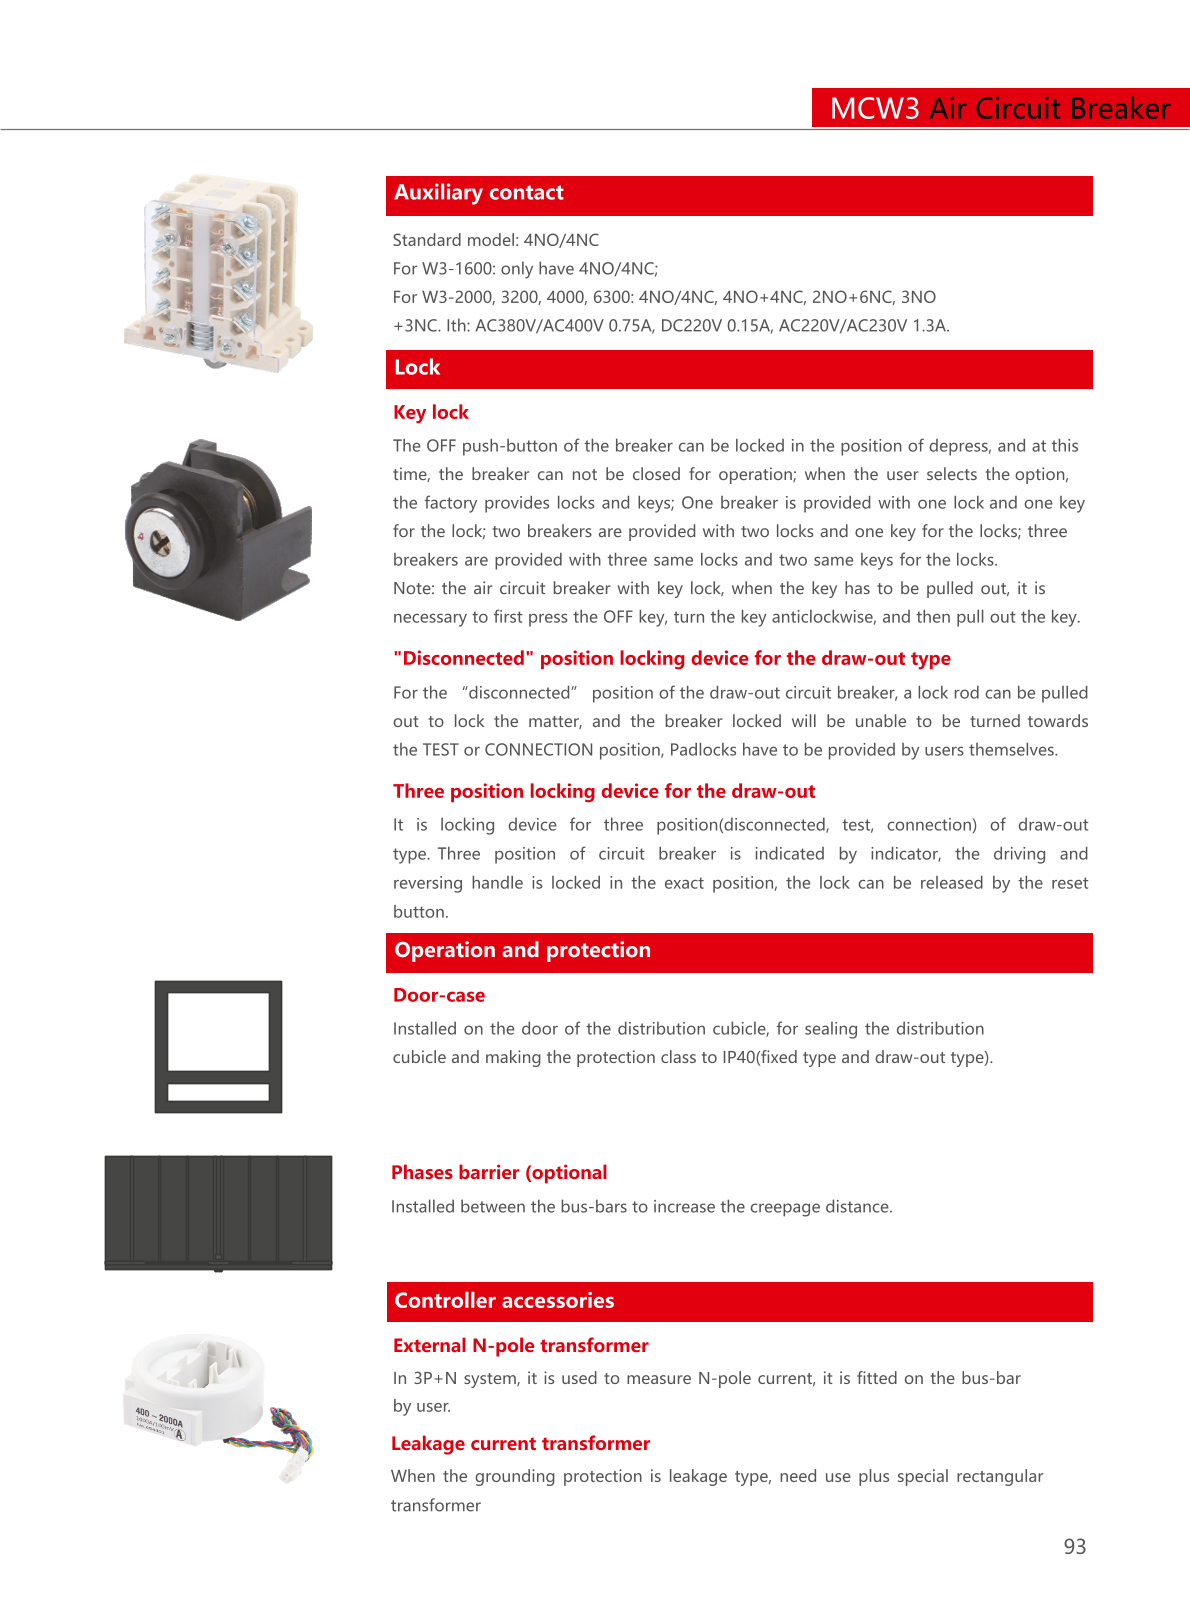 MCW3 Air Circuit Breaker
Auxiliary contact
Standard model: 4NO/4NC
For W3-1600: only have 4NO/4NC;
For W3-2000, 3200, 4000, 6300: 4NO/4NC, 4NO+4NC, 2NO+6NC, 3NO
+3NC. Ith: AC380V/AC400V 0.75A, DC220V 0.15A, AC220V/AC230V 1.3A.
Lock
Key lock
The OFF push-button of the breaker can be locked in the position of depress, and at this
time, the breaker can not be closed for operation; when the user selects the option,
the factory provides locks and keys; One breaker is provided with one lock and one key
for the lock; two breakers are provided with two locks and one key for the locks; three
breakers are provided with three same locks and two same keys for the locks.
Note: the air circuit breaker with key lock, when the key has to be pulled out, it is
necessary to first press the OFF key, turn the key anticlockwise, and then pull out the key.
"Disconnected" position locking device for the draw-out type
For the “disconnected” position of the draw-out circuit breaker, a lock rod can be pulled
out to lock the matter, and the breaker locked will be unable to be turned towards
the TEST or CONNECTION position, Padlocks have to be provided by users themselves.
Three position locking device for the draw-out
It is locking device for three position(disconnected, test, connection) of draw-out
type. Three position of circuit breaker is indicated by indicator, the driving and
reversing handle is locked in the exact position, the lock can be released by the reset
button.
Operation and protection
Door-case
Installed on the door of the distribution cubicle, for sealing the distribution
cubicle and making the protection class to IP40(fixed type and draw-out type).
Phases barrier (optional
Installed between the bus-bars to increase the creepage distance.
Controller accessories
External N-pole transformer
In 3P+N system, it is used to measure N-pole current, it is fitted on the bus-bar
by user.
400 ~ 2000A
A
Leakage current transformer
When the grounding protection is leakage type, need use plus special rectangular
transformer
93